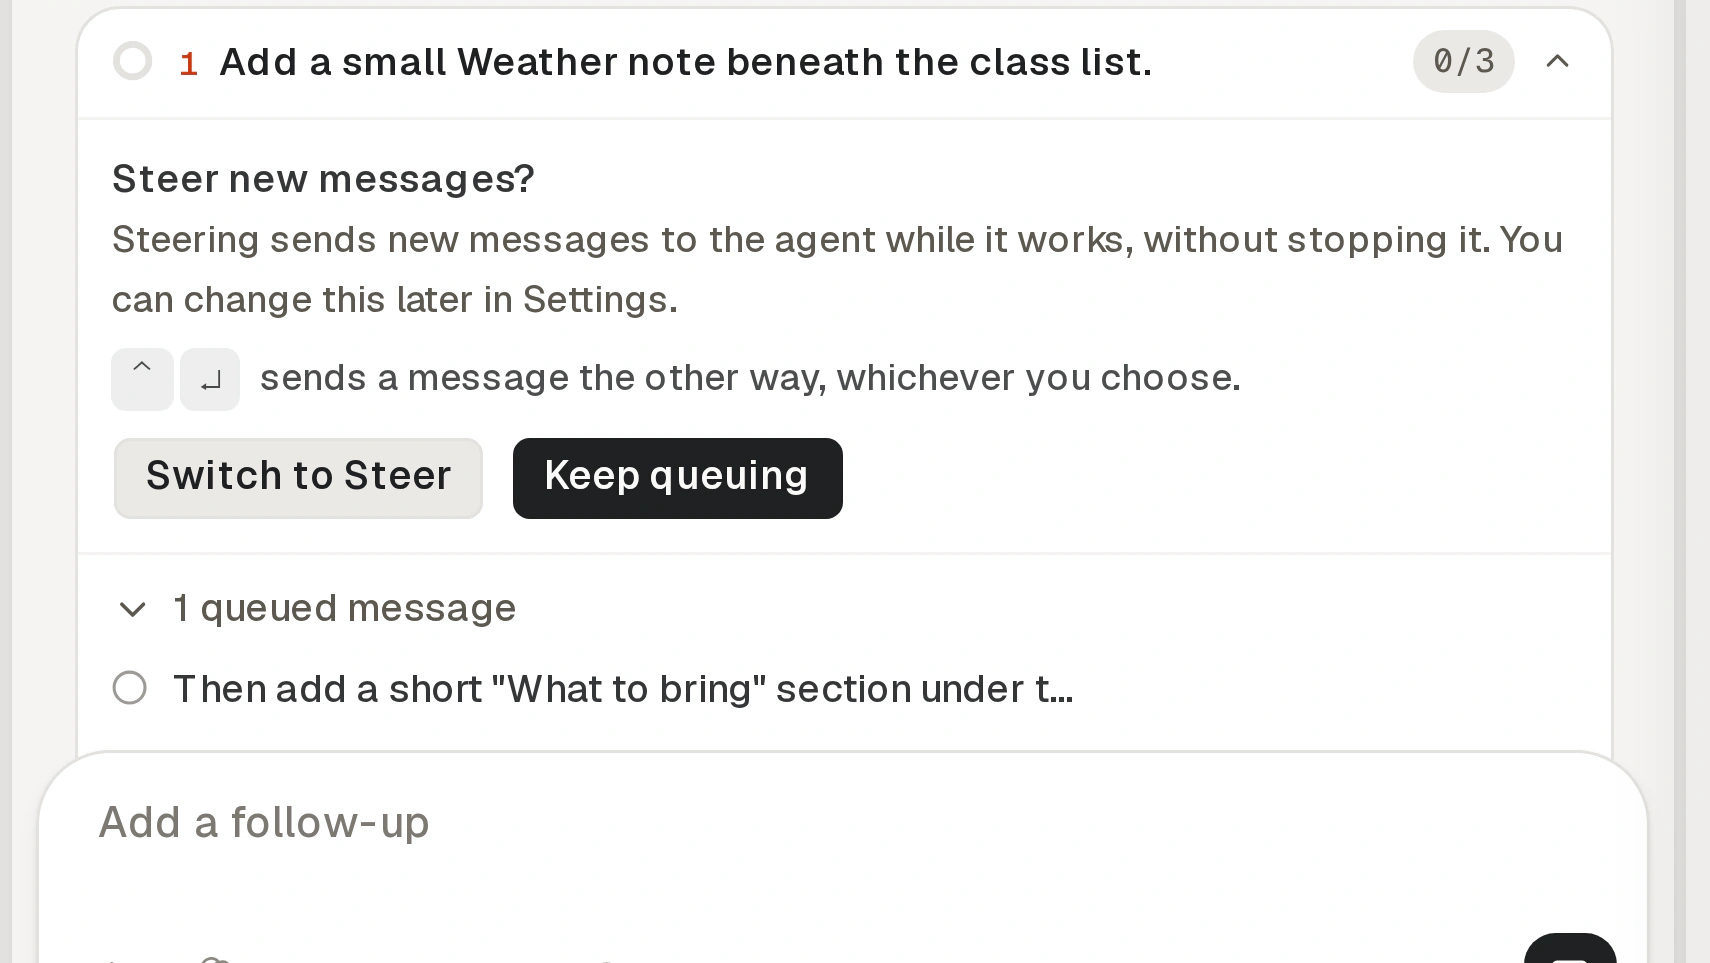 1 Add a small Weather note beneath the class list.
0/3
Steer new messages?
Steering sends new messages to the agent while it works, without stopping it. You
can change this later in Settings.
^ ↵ sends a message the other way, whichever you choose.
Switch to Steer
Keep queuing
1 queued message
Then add a short "What to bring" section under t...
Add a follow-up